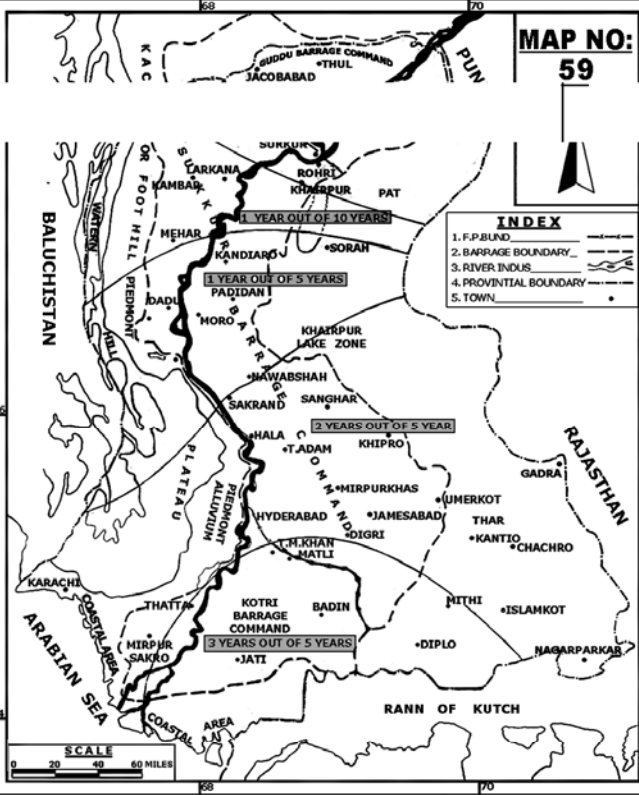 68
70
MAP NO:
59
KAC
PUN
GUDDU BARRAGE COMMAND
THUL
JACOBABAD
SUKKUR
ROHRI
LARKANA
KAMBAR
KHAIRPUR
PAT
OR FOOT HILL PIEDMONT
SUKKUR BARRAGE COMMAND
1 YEAR OUT OF 10 YEARS
INDEX
1. F.P.BUND
2. BARRAGE BOUNDARY
3. RIVER INDUS
4. PROVINTIAL BOUNDARY
5. TOWN
BALUCHISTAN
WATERN
HILL
MEHAR
KANDIARO
SORAH
1 YEAR OUT OF 5 YEARS
PADIDAN
DADU
MORO
KHAIRPUR
LAKE ZONE
NAWABSHAH
SAKRAND
SANGHAR
2 YEARS OUT OF 5 YEAR
HALA
T.ADAM
KHIPRO
RAJASTHAN
GADRA
PLATEAU
PIEDMONT
ALLUVIUM
MIRPURKHAS
UMERKOT
HYDERABAD
JAMESABAD
THAR
DIGRI
KANTIO
CHACHRO
T.M.KHAN
MATLI
KARACHI
COASTAL AREA
THATTA
KOTRI
BARRAGE
COMMAND
BADIN
MITHI
ISLAMKOT
ARABIAN SEA
MIRPUR
SAKRO
3 YEARS OUT OF 5 YEARS
JATI
DIPLO
NAGARPARKAR
RANN OF KUTCH
COASTAL AREA
SCALE
0 20 40 60 MILES
68
70